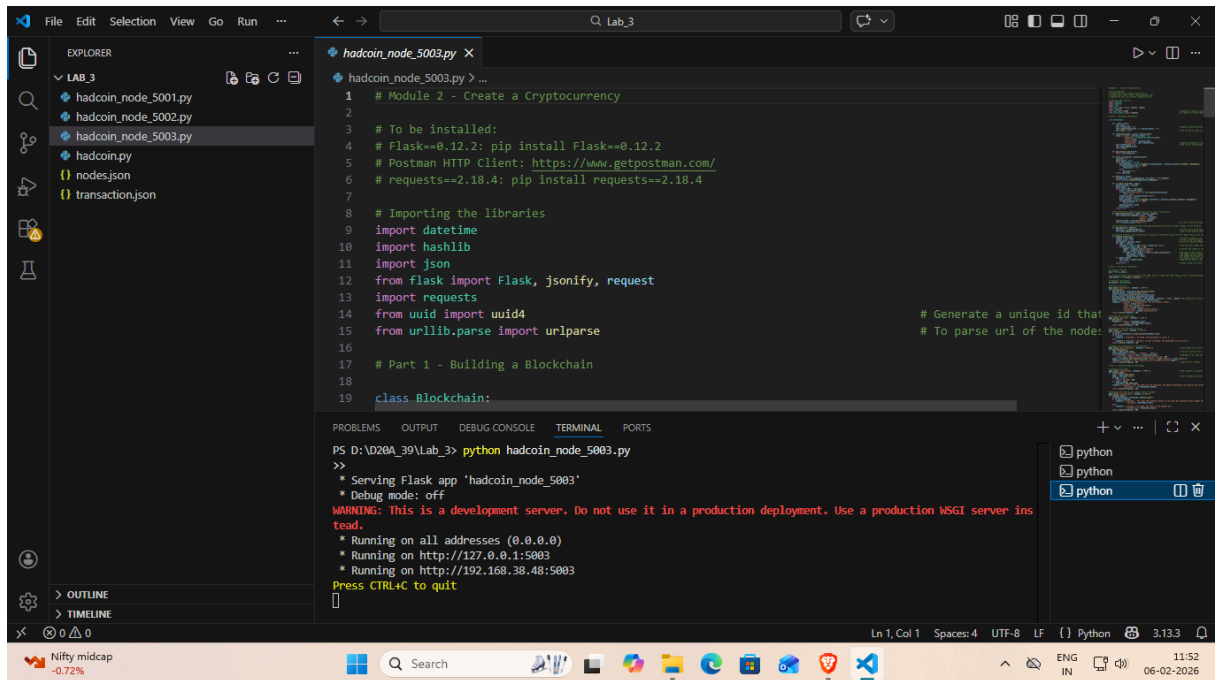 File Edit Selection View Go Run ··· Lab_3
EXPLORER ···
LAB_3
hadcoin_node_5001.py
hadcoin_node_5002.py
hadcoin_node_5003.py
hadcoin.py
{} nodes.json
{} transaction.json
OUTLINE
TIMELINE
hadcoin_node_5003.py
hadcoin_node_5003.py > ...
1 # Module 2 - Create a Cryptocurrency
2
3 # To be installed:
4 # Flask==0.12.2: pip install Flask==0.12.2
5 # Postman HTTP Client: https://www.getpostman.com/
6 # requests==2.18.4: pip install requests==2.18.4
7
8 # Importing the libraries
9 import datetime
10 import hashlib
11 import json
12 from flask import Flask, jsonify, request
13 import requests
14 from uuid import uuid4 # Generate a unique id that
15 from urllib.parse import urlparse # To parse url of the nodes
16
17 # Part 1 - Building a Blockchain
18
19 class Blockchain:
PROBLEMS OUTPUT DEBUG CONSOLE TERMINAL PORTS
PS D:\D20A_39\Lab_3> python hadcoin_node_5003.py
>>
* Serving Flask app 'hadcoin_node_5003'
* Debug mode: off
WARNING: This is a development server. Do not use it in a production deployment. Use a production WSGI server ins
tead.
* Running on all addresses (0.0.0.0)
* Running on http://127.0.0.1:5003
* Running on http://192.168.38.48:5003
Press CTRL+C to quit
python
python
python
0 0 Ln 1, Col 1 Spaces: 4 UTF-8 LF {} Python 3.13.3
Nifty midcap
-0.72%
Search
ENG
IN
11:52
06-02-2026